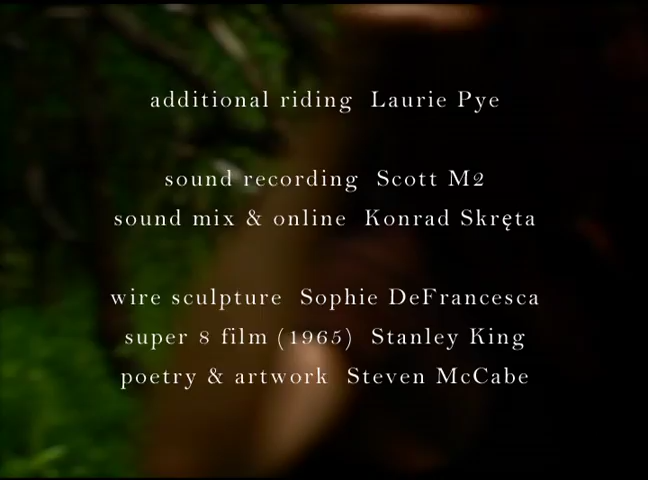 additional riding Laurie Pye
sound recording Scott M2
sound mix & online Konrad Skręta
wire sculpture Sophie DeFrancesca
super 8 film (1965) Stanley King
poetry & artwork Steven McCabe